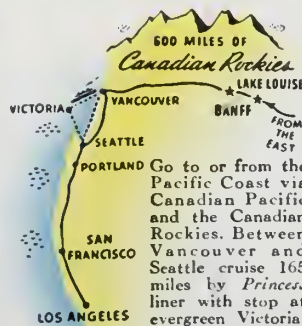 600 MILES OF
Canadian Rockies
LAKE LOUISE
BANFF
VICTORIA
VANCOUVER
FROM
THE
EAST
SEATTLE
PORTLAND
SAN
FRANCISCO
LOS ANGELES
Go to or from the
Pacific Coast via
Canadian Pacific
and the Canadian
Rockies. Between
Vancouver and
Seattle cruise 165
miles by Princess
liner with stop at
evergreen Victoria.